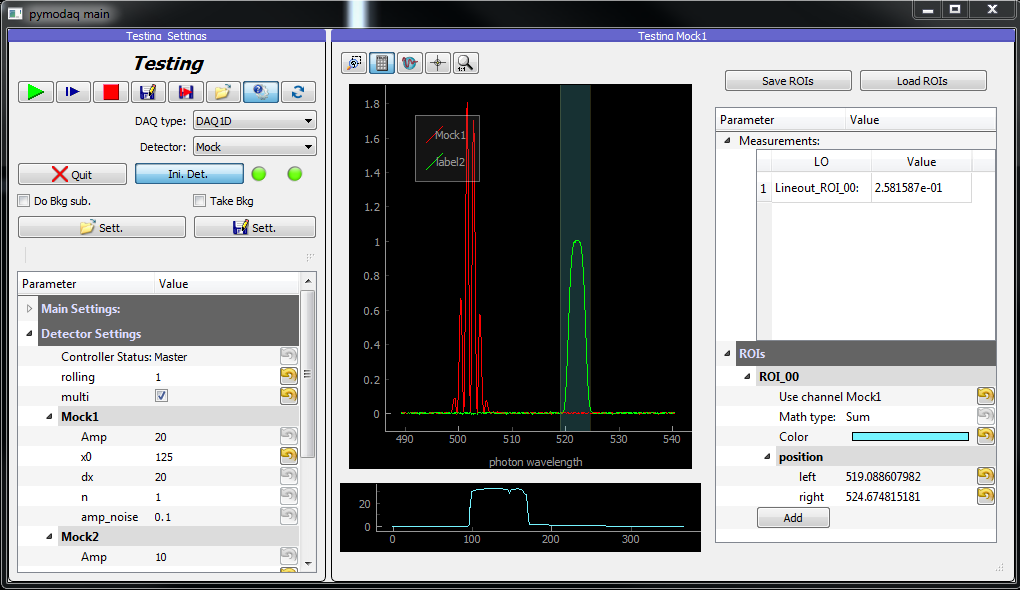 pymodaq main
Testing Settings
Testing
DAQ type: DAQ1D
Detector: Mock
Quit Ini. Det.
Do Bkg sub. Take Bkg
Sett. Sett.
Parameter Value
Main Settings:
Detector Settings
Controller Status: Master
rolling 1
multi
Mock1
Amp 20
x0 125
dx 20
n 1
amp_noise 0.1
Mock2
Amp 10
Testing Mock1
1:1
1.8
1.6
1.4
1.2
1
0.8
0.6
0.4
0.2
0
Mock1
label2
490 500 510 520 530 540
photon wavelength
20
0
0 100 200 300
Save ROIs Load ROIs
Parameter Value
Measurements:
LO Value
1 Lineout_ROI_00: 2.581587e-01
ROIs
ROI_00
Use channel Mock1
Math type: Sum
Color
position
left 519.088607982
right 524.674815181
Add